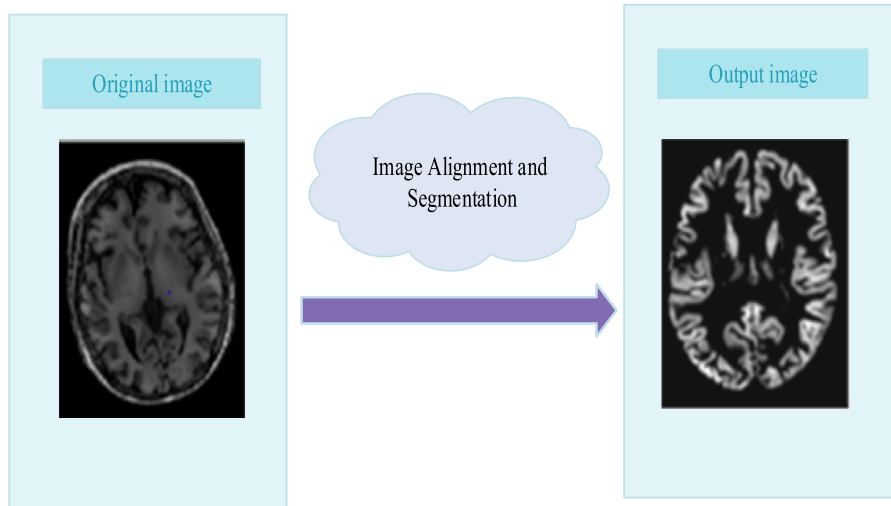 Original image
Image Alignment and
Segmentation
Output image